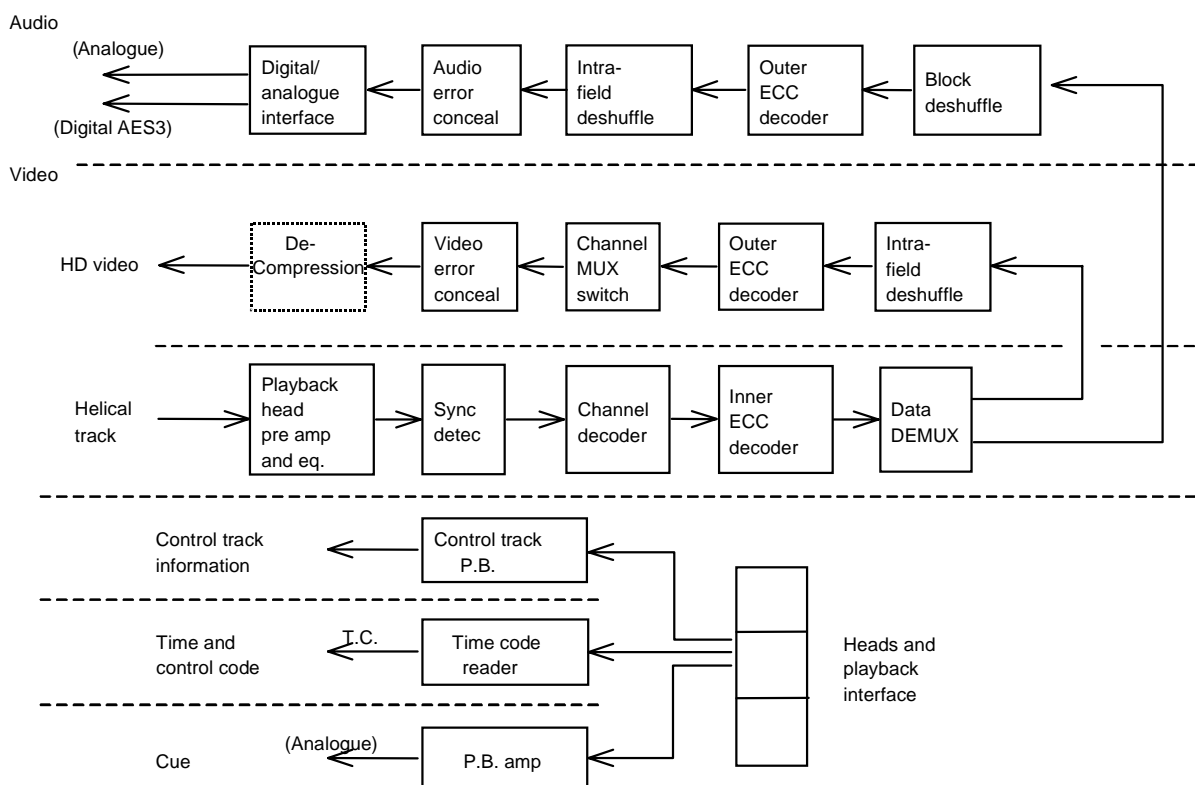 Audio
(Analogue)
(Digital AES3)
Digital/
analogue
interface
Audio
error
conceal
Intra-
field
deshuffle
Outer
ECC
decoder
Block
deshuffle
Video
HD video
De-
Compression
Video
error
conceal
Channel
MUX
switch
Outer
ECC
decoder
Intra-
field
deshuffle
Helical
track
Playback
head
pre amp
and eq.
Sync
detec
Channel
decoder
Inner
ECC
decoder
Data
DEMUX
Control track
information
Control track
P.B.
Time and
control code
T.C.
Time code
reader
Heads and
playback
interface
Cue
(Analogue)
P.B. amp